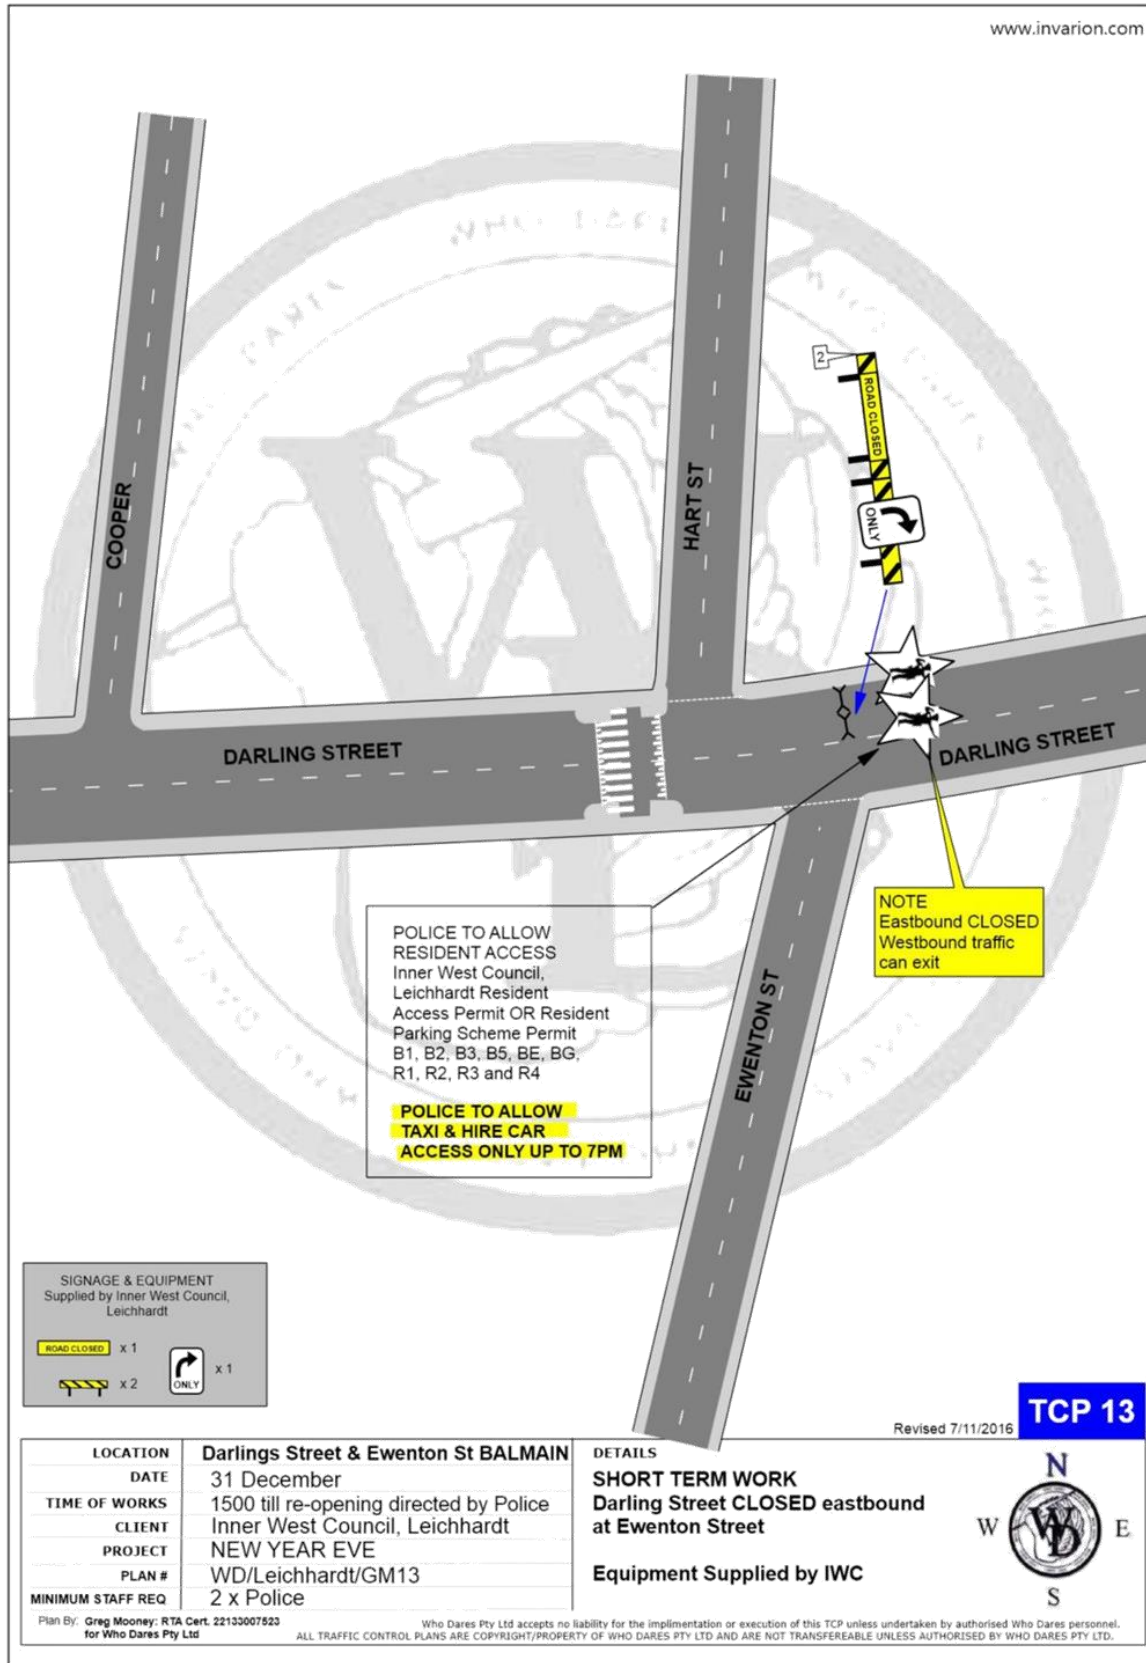 www.invarion.com
COOPER
HART ST
2
ROAD CLOSED
ONLY
DARLING STREET
DARLING STREET
EWENTON ST
NOTE
Eastbound CLOSED
Westbound traffic
can exit
POLICE TO ALLOW
RESIDENT ACCESS
Inner West Council,
Leichhardt Resident
Access Permit OR Resident
Parking Scheme Permit
B1, B2, B3, B5, BE, BG,
R1, R2, R3 and R4
POLICE TO ALLOW
TAXI & HIRE CAR
ACCESS ONLY UP TO 7PM
SIGNAGE & EQUIPMENT
Supplied by Inner West Council,
Leichhardt
ROAD CLOSED x 1
x 2
ONLY x 1
Revised 7/11/2016
TCP 13
LOCATION Darlings Street & Ewenton St BALMAIN
DATE 31 December
TIME OF WORKS 1500 till re-opening directed by Police
CLIENT Inner West Council, Leichhardt
PROJECT NEW YEAR EVE
PLAN # WD/Leichhardt/GM13
MINIMUM STAFF REQ 2 x Police
DETAILS
SHORT TERM WORK
Darling Street CLOSED eastbound
at Ewenton Street
Equipment Supplied by IWC
N
W E
WD
S
Plan By: Greg Mooney: RTA Cert. 22133007523
for Who Dares Pty Ltd
Who Dares Pty Ltd accepts no liability for the implimentation or execution of this TCP unless undertaken by authorised Who Dares personnel.
ALL TRAFFIC CONTROL PLANS ARE COPYRIGHT/PROPERTY OF WHO DARES PTY LTD AND ARE NOT TRANSFEREABLE UNLESS AUTHORISED BY WHO DARES PTY LTD.